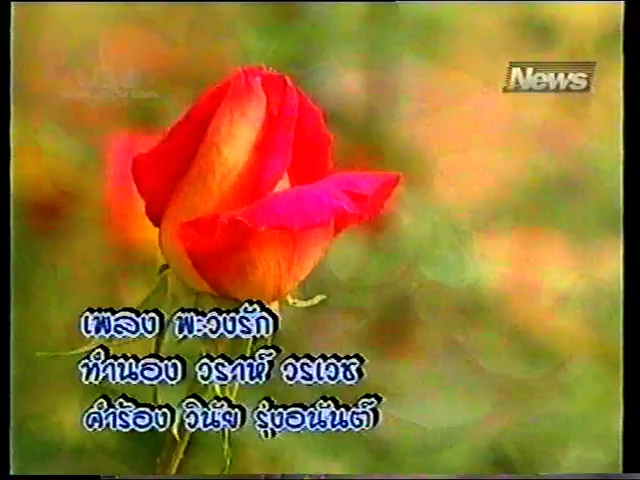 News
เพลง พะวงรัก
ทำนอง วราห์ วรเวช
คำร้อง วินัย รุ่งอนันต์